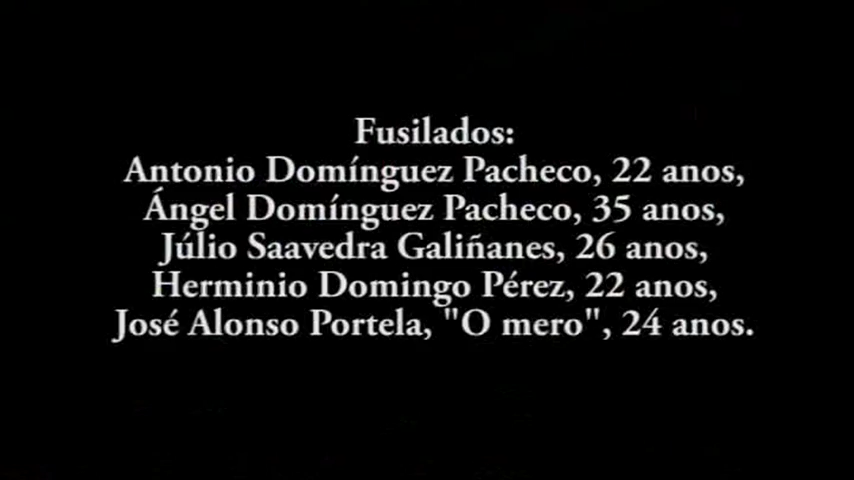 Fusilados:
Antonio Domínguez Pacheco, 22 anos,
Ángel Domínguez Pacheco, 35 anos,
Júlio Saavedra Galiñanes, 26 anos,
Herminio Domingo Pérez, 22 anos,
José Alonso Portela, "O mero", 24 anos.